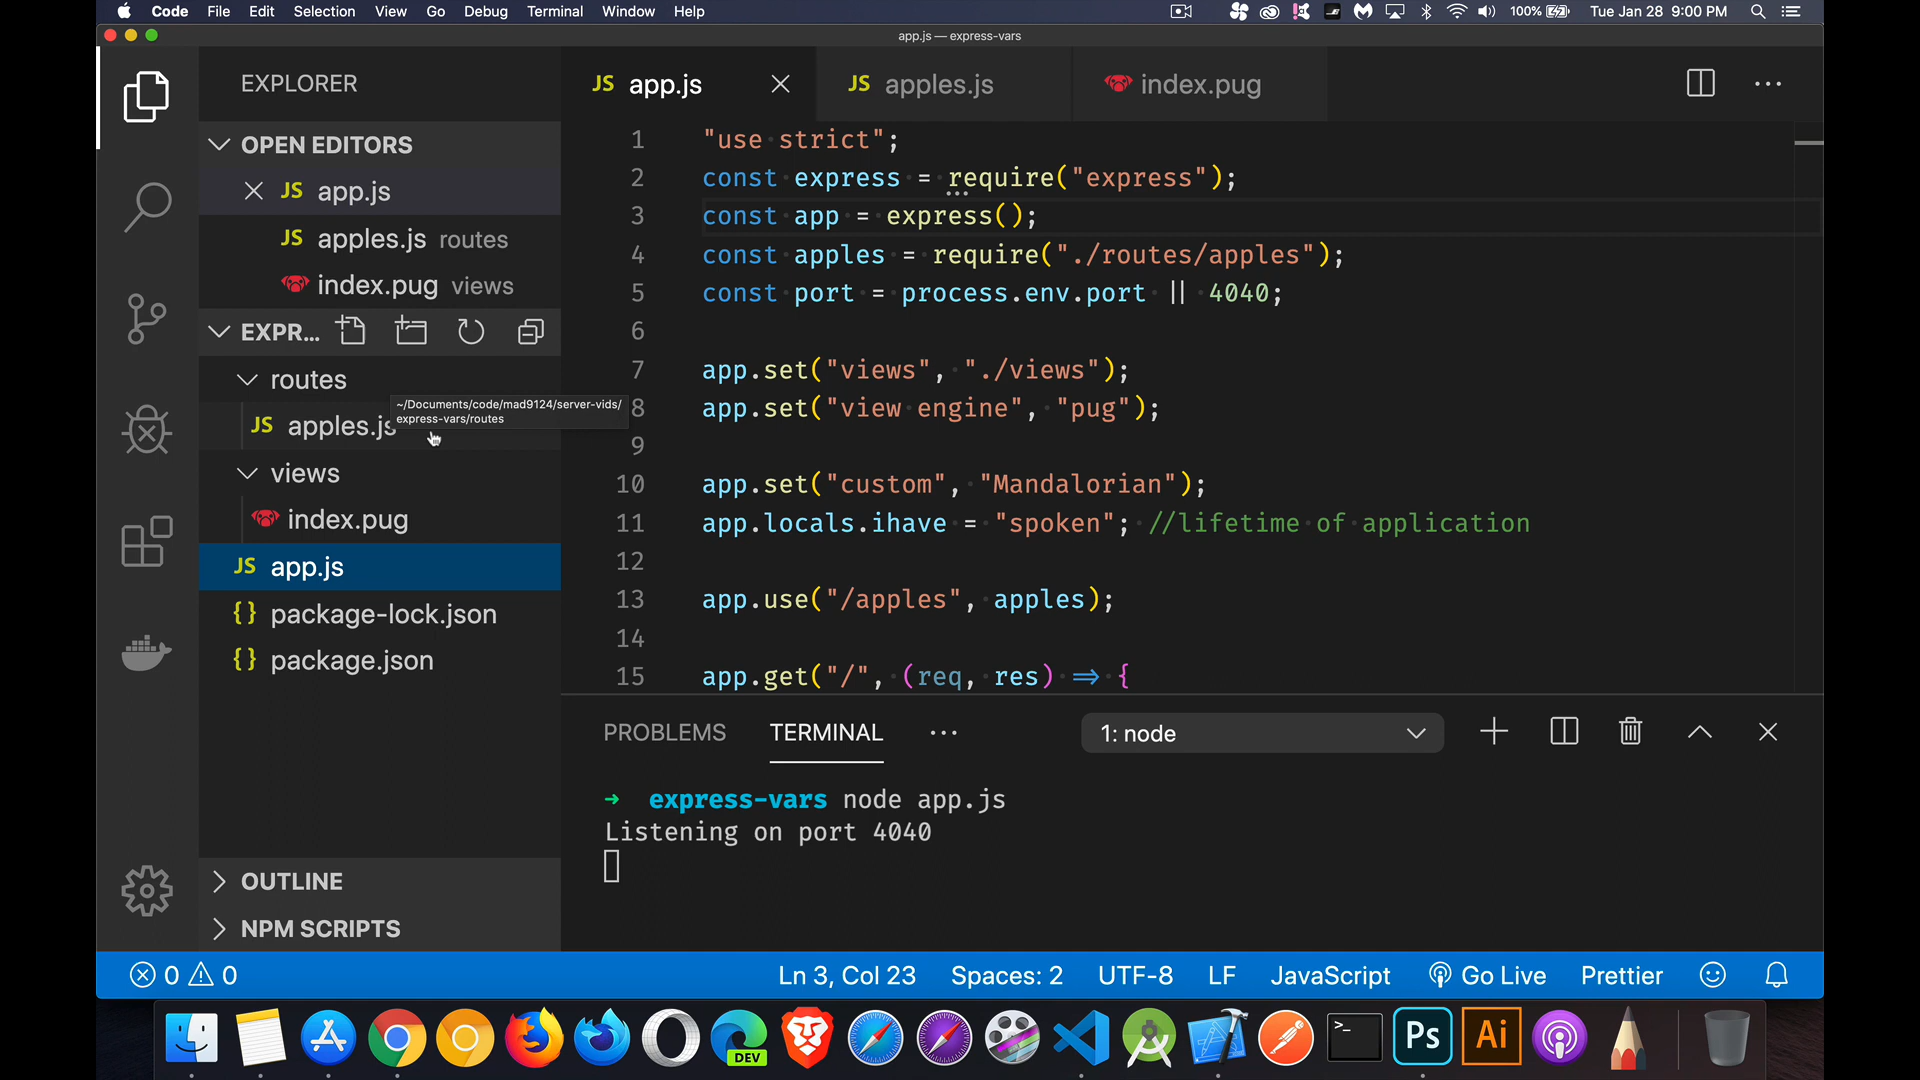 Code File Edit Selection View Go Debug Terminal Window Help 100% Tue Jan 28 9:00 PM
app.js — express-vars
EXPLORER
OPEN EDITORS
JS app.js
JS apples.js routes
index.pug views
EXPR...
routes
JS apples.js
~/Documents/code/mad9124/server-vids/
express-vars/routes
views
index.pug
JS app.js
{} package-lock.json
{} package.json
OUTLINE
NPM SCRIPTS
JS app.js JS apples.js index.pug
1 "use strict";
2 const express = require("express");
3 const app = express();
4 const apples = require("./routes/apples");
5 const port = process.env.port || 4040;
6
7 app.set("views", "./views");
8 app.set("view engine", "pug");
9
10 app.set("custom", "Mandalorian");
11 app.locals.ihave = "spoken"; //lifetime of application
12
13 app.use("/apples", apples);
14
15 app.get("/", (req, res) => {
PROBLEMS TERMINAL ... 1: node
➜ express-vars node app.js
Listening on port 4040
0 0 Ln 3, Col 23 Spaces: 2 UTF-8 LF JavaScript Go Live Prettier
DEV >_ Ps Ai